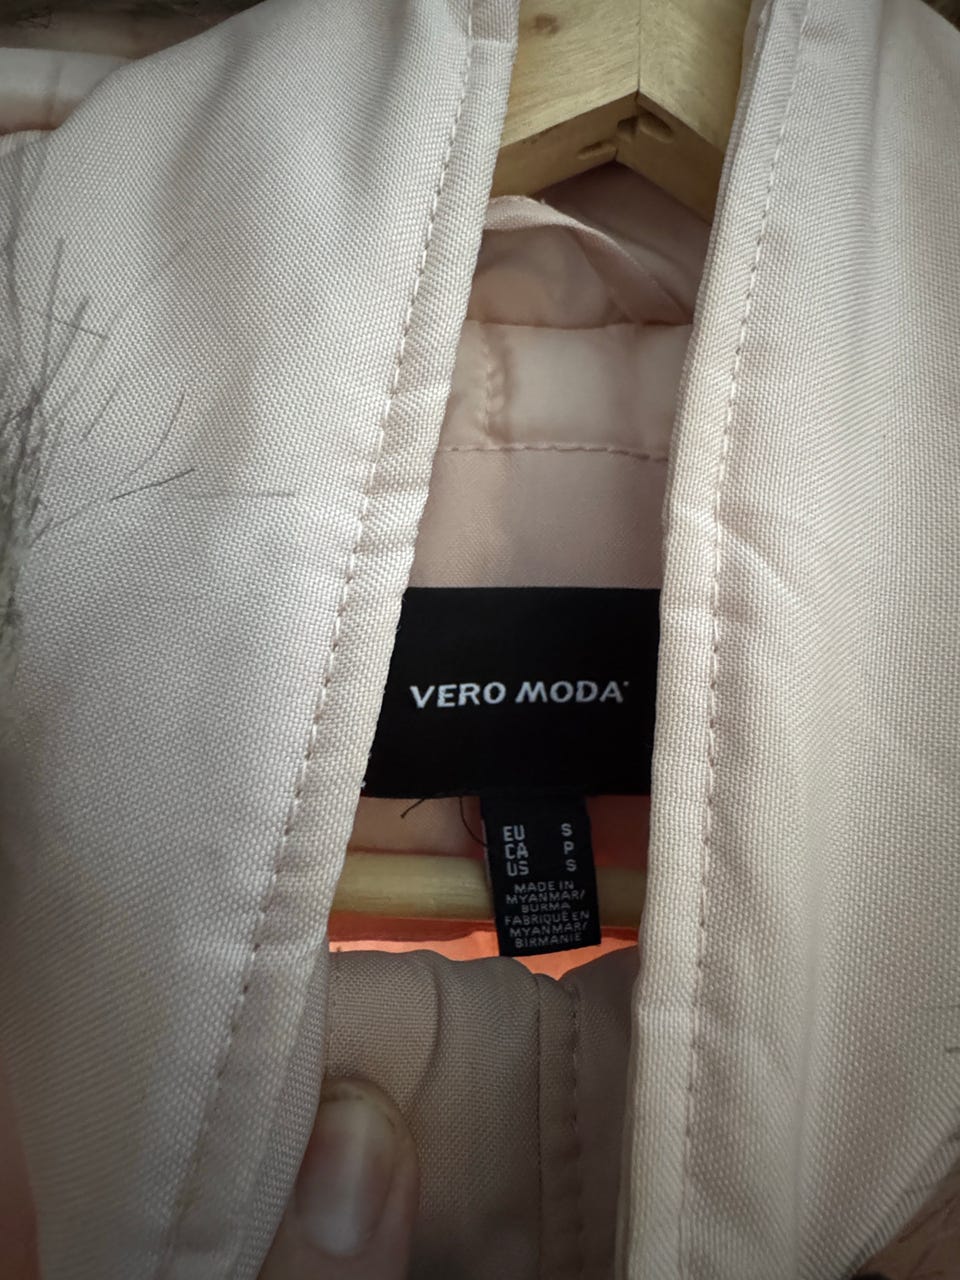 VERO MODA
EU S
CA P
US S
MADE IN
MYANMAR/
BURMA
FABRIQUÉ EN
MYANMAR/
BIRMANIE